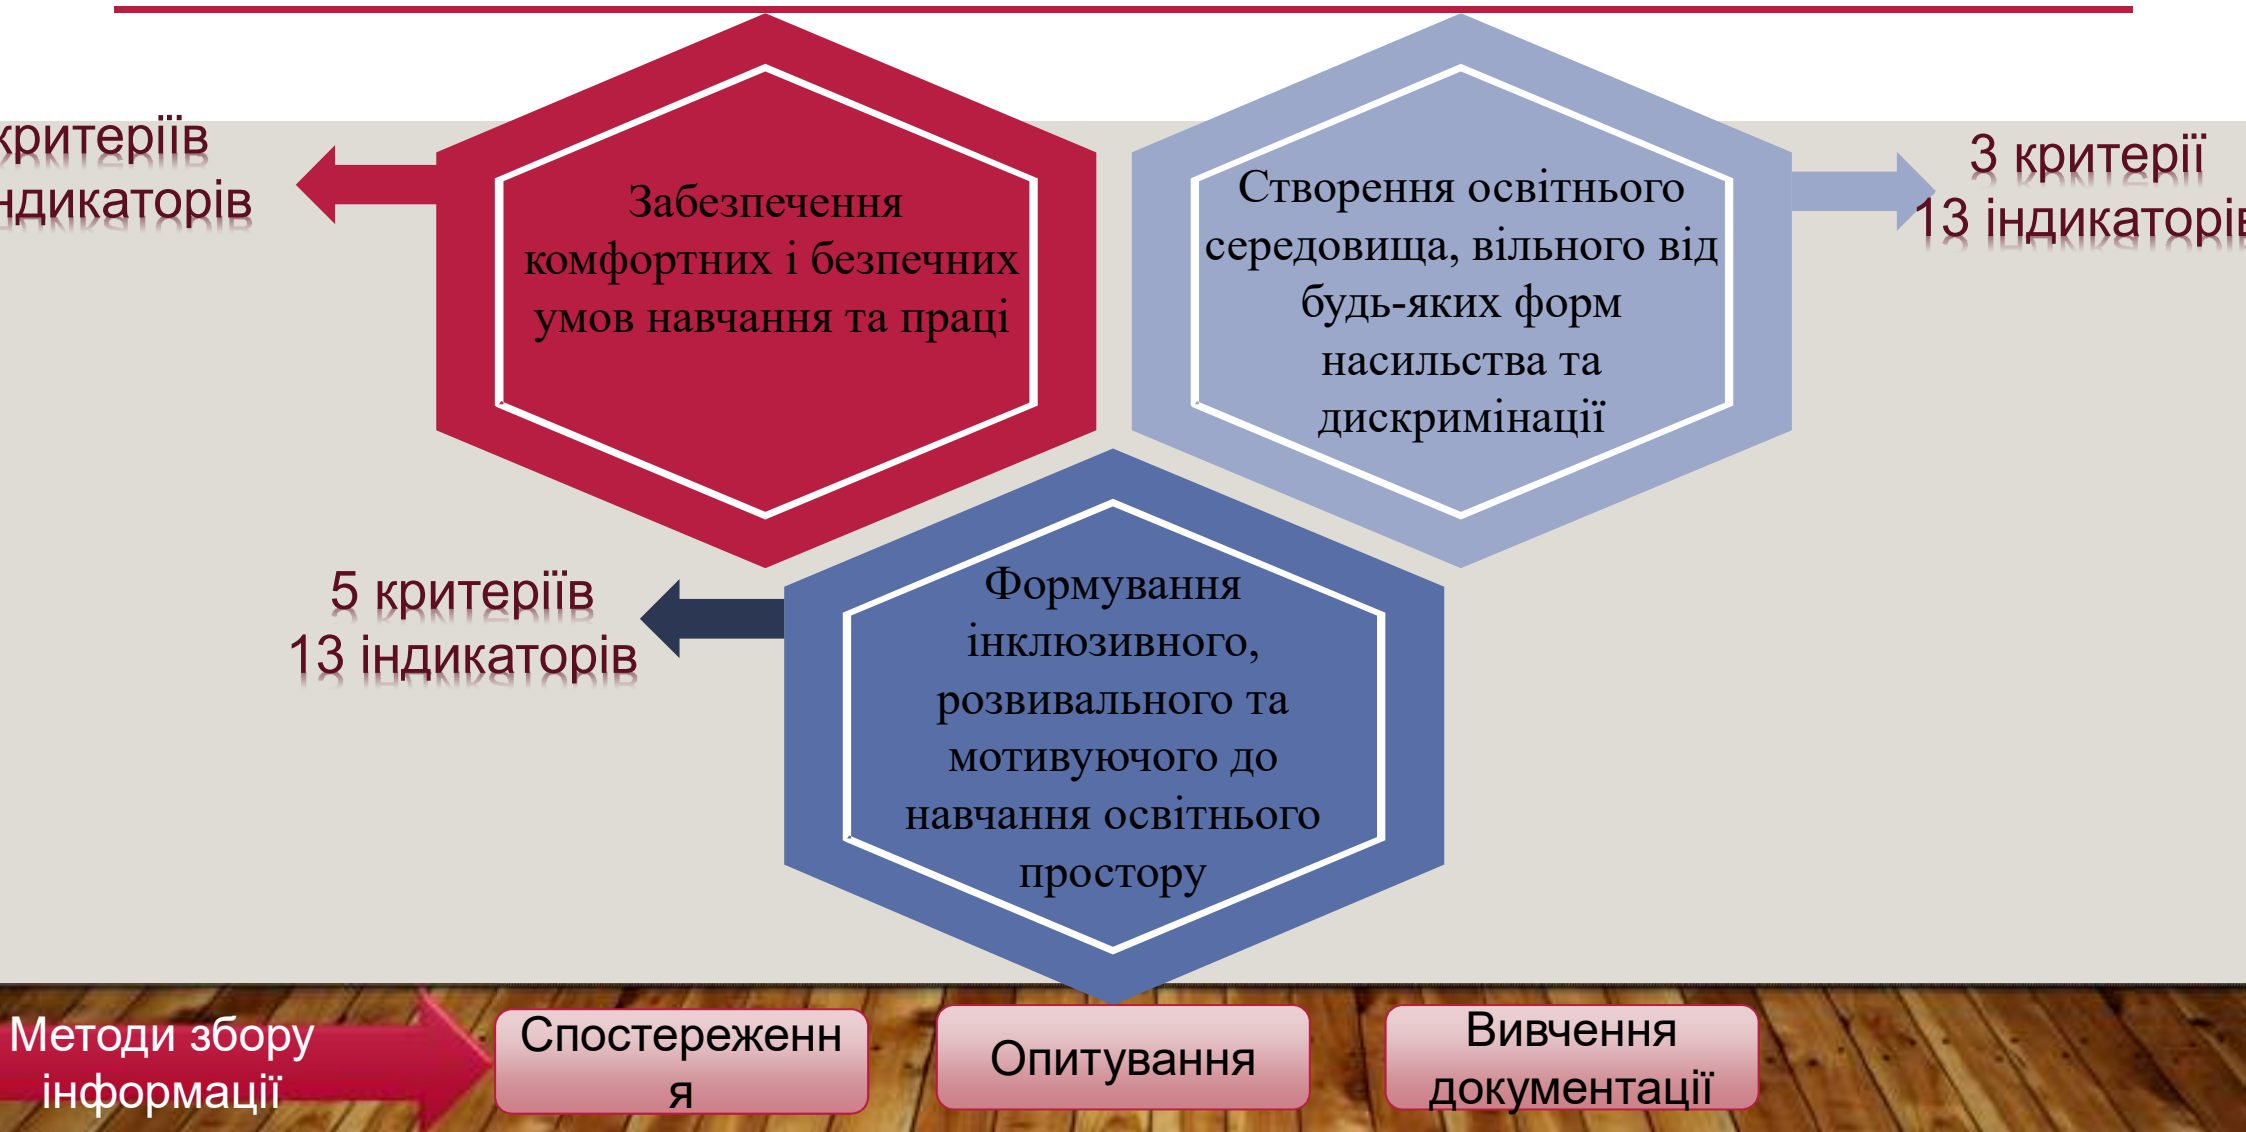 критеріїв
ндикаторів
Забезпечення
комфортних і безпечних
умов навчання та праці
Створення освітнього
середовища, вільного від
будь-яких форм
насильства та
дискримінації
3 критерії
13 індикаторів
5 критеріїв
13 індикаторів
Формування
інклюзивного,
розвивального та
мотивуючого до
навчання освітнього
простору
Методи збору
інформації
Спостереженн
я
Опитування
Вивчення
документації